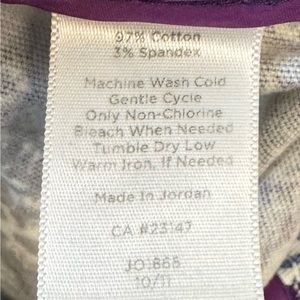 97% Cotton
3% Spandex
Machine Wash Cold
Gentle Cycle
Only Non-Chlorine
Bleach When Needed
Tumble Dry Low
Warm Iron, If Needed
Made In Jordan
CA #23147
JO.868
10/11